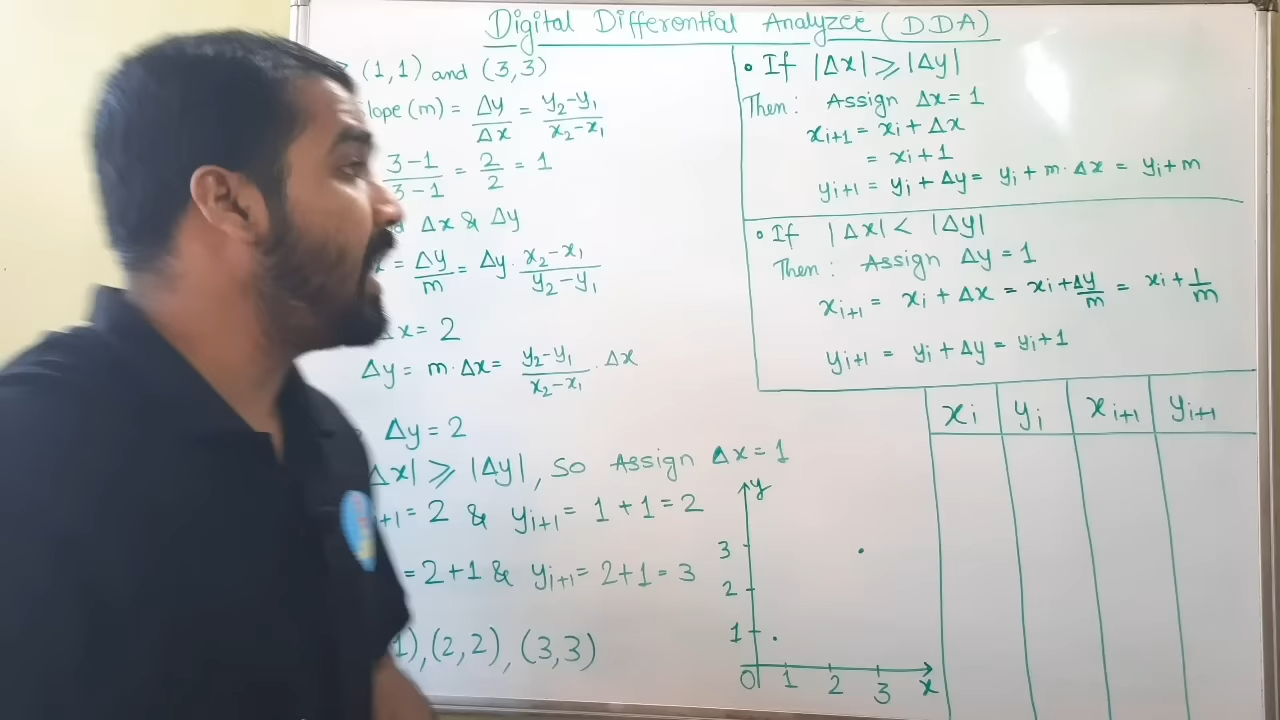 Digital Differntial Analyzer (DDA)
(1,1) and (3,3)
lope (m) = Δy/Δx = y₂-y₁/x₂-x₁
3-1/3-1 = 2/2 = 1
Δx & Δy
= Δy/m = Δy · x₂-x₁/y₂-y₁
Δx = 2
Δy = m·Δx = y₂-y₁/x₂-x₁ · Δx
Δy = 2
Δx| ⩾ |Δy|, So Assign Δx = 1
+1 = 2 & yᵢ₊₁ = 1+1 = 2
= 2+1 & yᵢ₊₁ = 2+1 = 3
1), (2,2), (3,3)
• If |Δx| ⩾ |Δy|
Then: Assign Δx = 1
xᵢ₊₁ = xᵢ + Δx
= xᵢ + 1
yᵢ₊₁ = yᵢ + Δy = yᵢ + m·Δx = yᵢ + m
• If |Δx| < |Δy|
Then: Assign Δy = 1
xᵢ₊₁ = xᵢ + Δx = xᵢ + Δy/m = xᵢ + 1/m
yᵢ₊₁ = yᵢ + Δy = yᵢ + 1
xᵢ yᵢ xᵢ₊₁ yᵢ₊₁
y
3
2
1
0 1 2 3 x